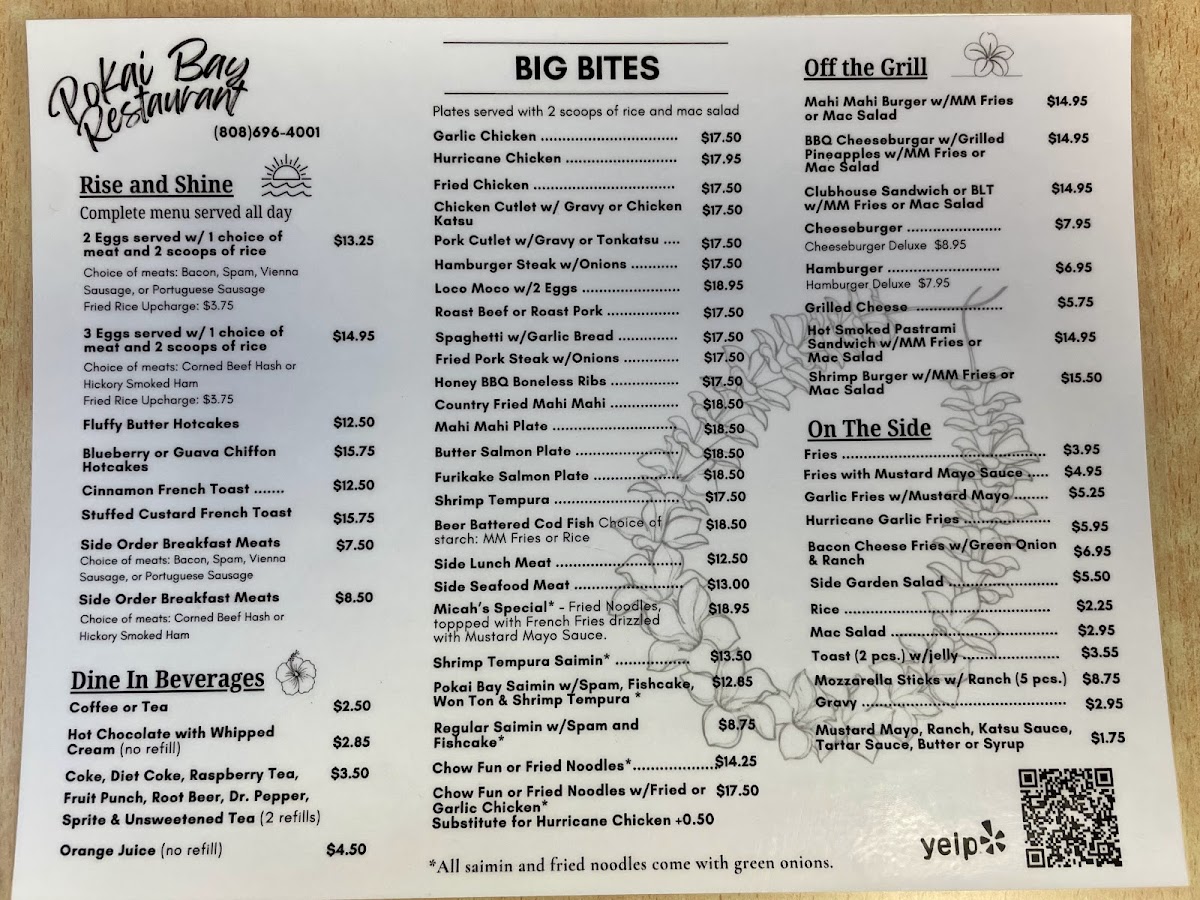 Pokai Bay
Restaurant
(808)696-4001
Rise and Shine
Complete menu served all day
2 Eggs served w/ 1 choice of $13.25
meat and 2 scoops of rice
Choice of meats: Bacon, Spam, Vienna
Sausage, or Portuguese Sausage
Fried Rice Upcharge: $3.75
3 Eggs served w/ 1 choice of $14.95
meat and 2 scoops of rice
Choice of meats: Corned Beef Hash or
Hickory Smoked Ham
Fried Rice Upcharge: $3.75
Fluffy Butter Hotcakes $12.50
Blueberry or Guava Chiffon $15.75
Hotcakes
Cinnamon French Toast ....... $12.50
Stuffed Custard French Toast $15.75
Side Order Breakfast Meats $7.50
Choice of meats: Bacon, Spam, Vienna
Sausage, or Portuguese Sausage
Side Order Breakfast Meats $8.50
Choice of meats: Corned Beef Hash or
Hickory Smoked Ham
Dine In Beverages
Coffee or Tea $2.50
Hot Chocolate with Whipped
Cream (no refill) $2.85
Coke, Diet Coke, Raspberry Tea, $3.50
Fruit Punch, Root Beer, Dr. Pepper,
Sprite & Unsweetened Tea (2 refills)
Orange Juice (no refill) $4.50
BIG BITES
Plates served with 2 scoops of rice and mac salad
Garlic Chicken ............................... $17.50
Hurricane Chicken ......................... $17.95
Fried Chicken ................................ $17.50
Chicken Cutlet w/ Gravy or Chicken $17.50
Katsu
Pork Cutlet w/Gravy or Tonkatsu .... $17.50
Hamburger Steak w/Onions ........... $17.50
Loco Moco w/2 Eggs ...................... $18.95
Roast Beef or Roast Pork ................ $17.50
Spaghetti w/Garlic Bread ............. $17.50
Fried Pork Steak w/Onions ............ $17.50
Honey BBQ Boneless Ribs ............... $17.50
Country Fried Mahi Mahi ............... $18.50
Mahi Mahi Plate ............................ $18.50
Butter Salmon Plate ....................... $18.50
Furikake Salmon Plate ................... $18.50
Shrimp Tempura ............................ $17.50
Beer Battered Cod Fish Choice of $18.50
starch: MM Fries or Rice
Side Lunch Meat ............................ $12.50
Side Seafood Meat ......................... $13.00
Micah's Special* - Fried Noodles, $18.95
toppped with French Fries drizzled
with Mustard Mayo Sauce.
Shrimp Tempura Saimin* ................. $13.50
Pokai Bay Saimin w/Spam, Fishcake, $12.85
Won Ton & Shrimp Tempura *
Regular Saimin w/Spam and $8.75
Fishcake*
Chow Fun or Fried Noodles*..................$14.25
Chow Fun or Fried Noodles w/Fried or $17.50
Garlic Chicken*
Substitute for Hurricane Chicken +0.50
*All saimin and fried noodles come with green onions.
Off the Grill
Mahi Mahi Burger w/MM Fries $14.95
or Mac Salad
BBQ Cheeseburgar w/Grilled $14.95
Pineapples w/MM Fries or
Mac Salad
Clubhouse Sandwich or BLT $14.95
w/MM Fries or Mac Salad
Cheeseburger ..................... $7.95
Cheeseburger Deluxe $8.95
Hamburger ......................... $6.95
Hamburger Deluxe $7.95
Grilled Cheese ................... $5.75
Hot Smoked Pastrami $14.95
Sandwich w/MM Fries or
Mac Salad
Shrimp Burger w/MM Fries or $15.50
Mac Salad
On The Side
Fries ............................................. $3.95
Fries with Mustard Mayo Sauce ..... $4.95
Garlic Fries w/Mustard Mayo ........ $5.25
Hurricane Garlic Fries ................... $5.95
Bacon Cheese Fries w/Green Onion $6.95
& Ranch
Side Garden Salad ........................ $5.50
Rice .............................................. $2.25
Mac Salad ..................................... $2.95
Toast (2 pcs.) w/jelly ..................... $3.55
Mozzarella Sticks w/ Ranch (5 pcs.) $8.75
Gravy ............................................ $2.95
Mustard Mayo, Ranch, Katsu Sauce, $1.75
Tartar Sauce, Butter or Syrup
yelp